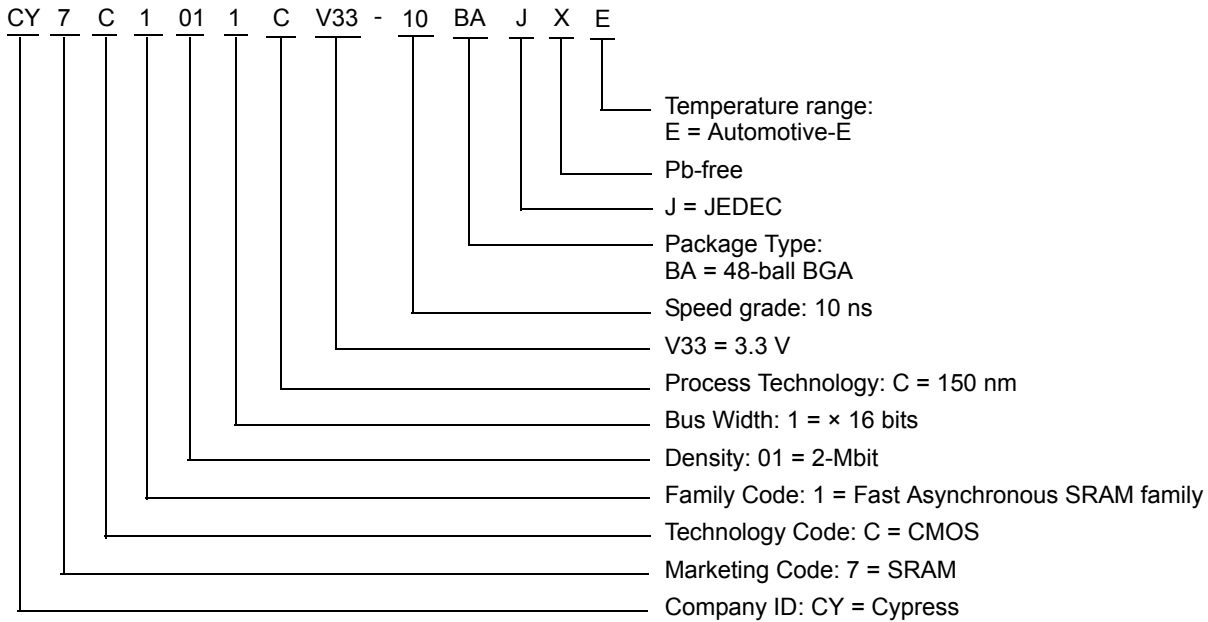 CY 7 C 1 01 1 C V33 - 10 BA J X E
Temperature range:
E = Automotive-E
Pb-free
J = JEDEC
Package Type:
BA = 48-ball BGA
Speed grade: 10 ns
V33 = 3.3 V
Process Technology: C = 150 nm
Bus Width: 1 = × 16 bits
Density: 01 = 2-Mbit
Family Code: 1 = Fast Asynchronous SRAM family
Technology Code: C = CMOS
Marketing Code: 7 = SRAM
Company ID: CY = Cypress